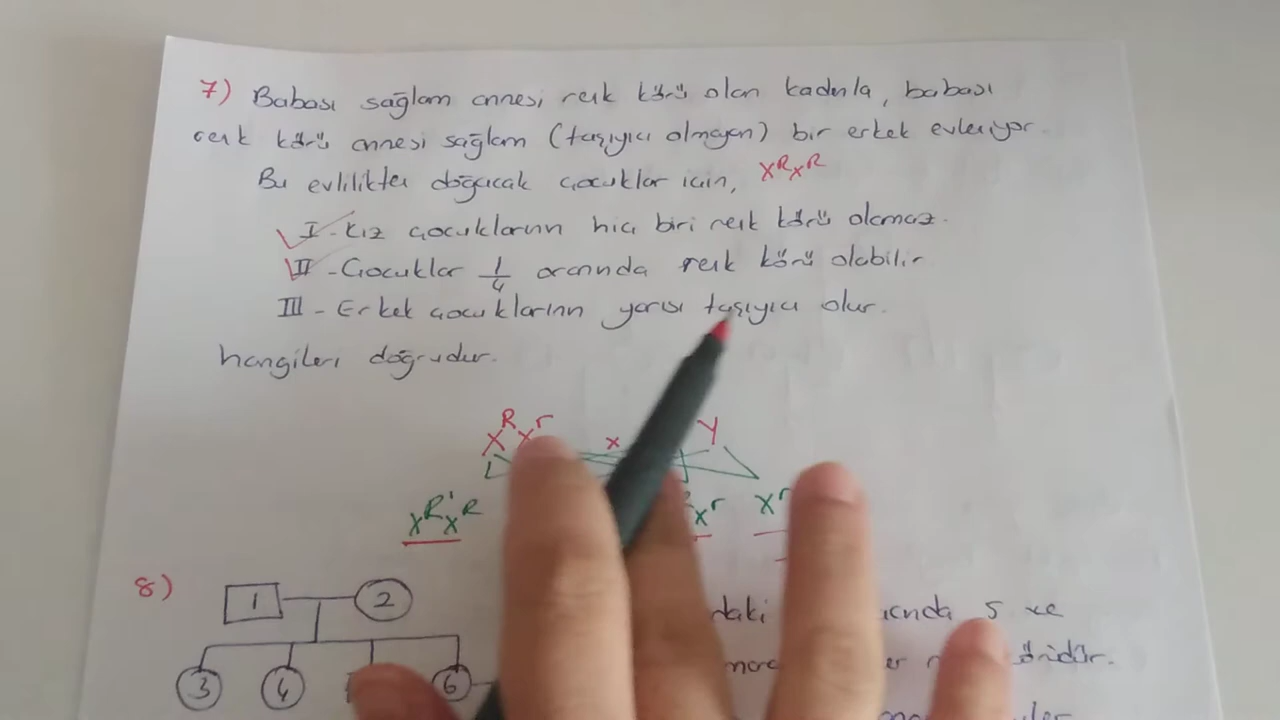 7) Babası sağlam annesi renk körü olan kadınla, babası
renk körü annesi sağlam (taşıyıcı olmayan) bir erkek evleniyor.
Bu evlilikten doğacak çocuklar için, XᴿXᴿ
I - Kız çocuklarının hiç biri renk körü olamaz.
II - Çocuklar 1/4 oranında renk körü olabilir
III - Erkek çocuklarının yarısı taşıyıcı olur.
hangileri doğrudur.
XᴿXʳ x Y
XᴿXᴿ Xʳ Xʳ
8) 1 2
5 ve
3 4 6